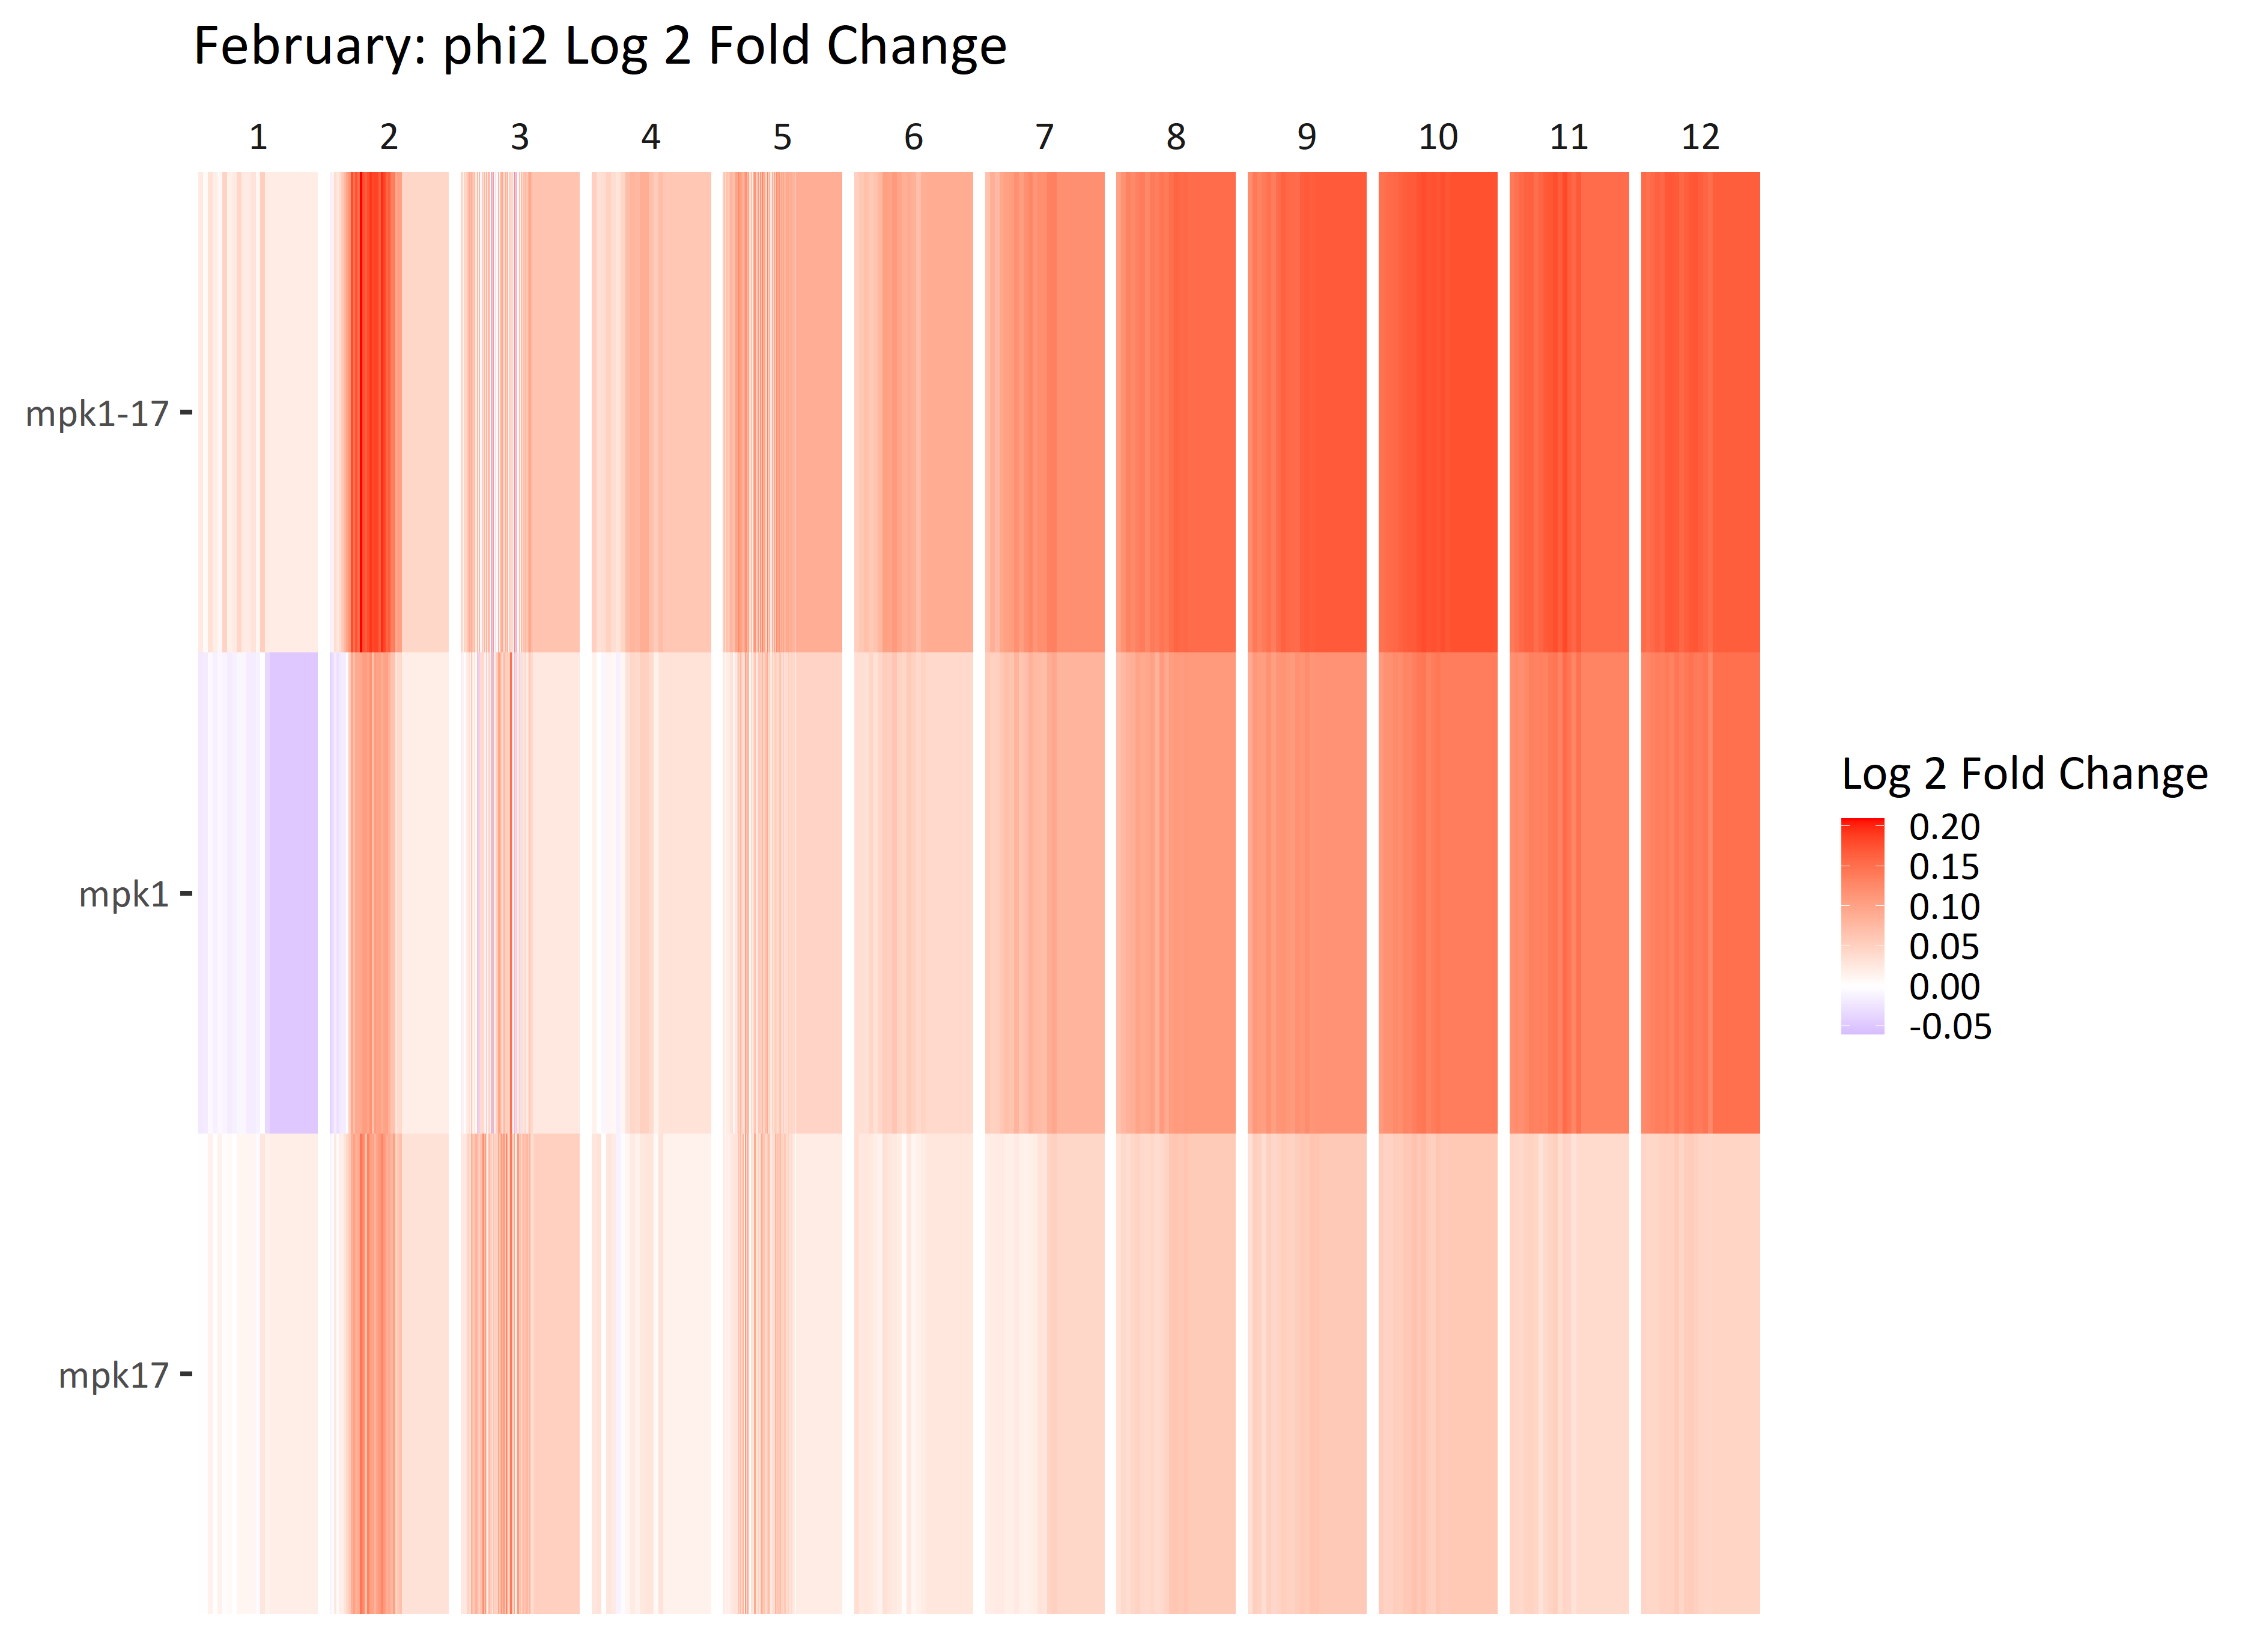 February: phi2 Log 2 Fold Change
1 2 3 4 5 6 7 8 9 10 11 12
mpk1-17
mpk1
mpk17
Log 2 Fold Change
0.20
0.15
0.10
0.05
0.00
-0.05